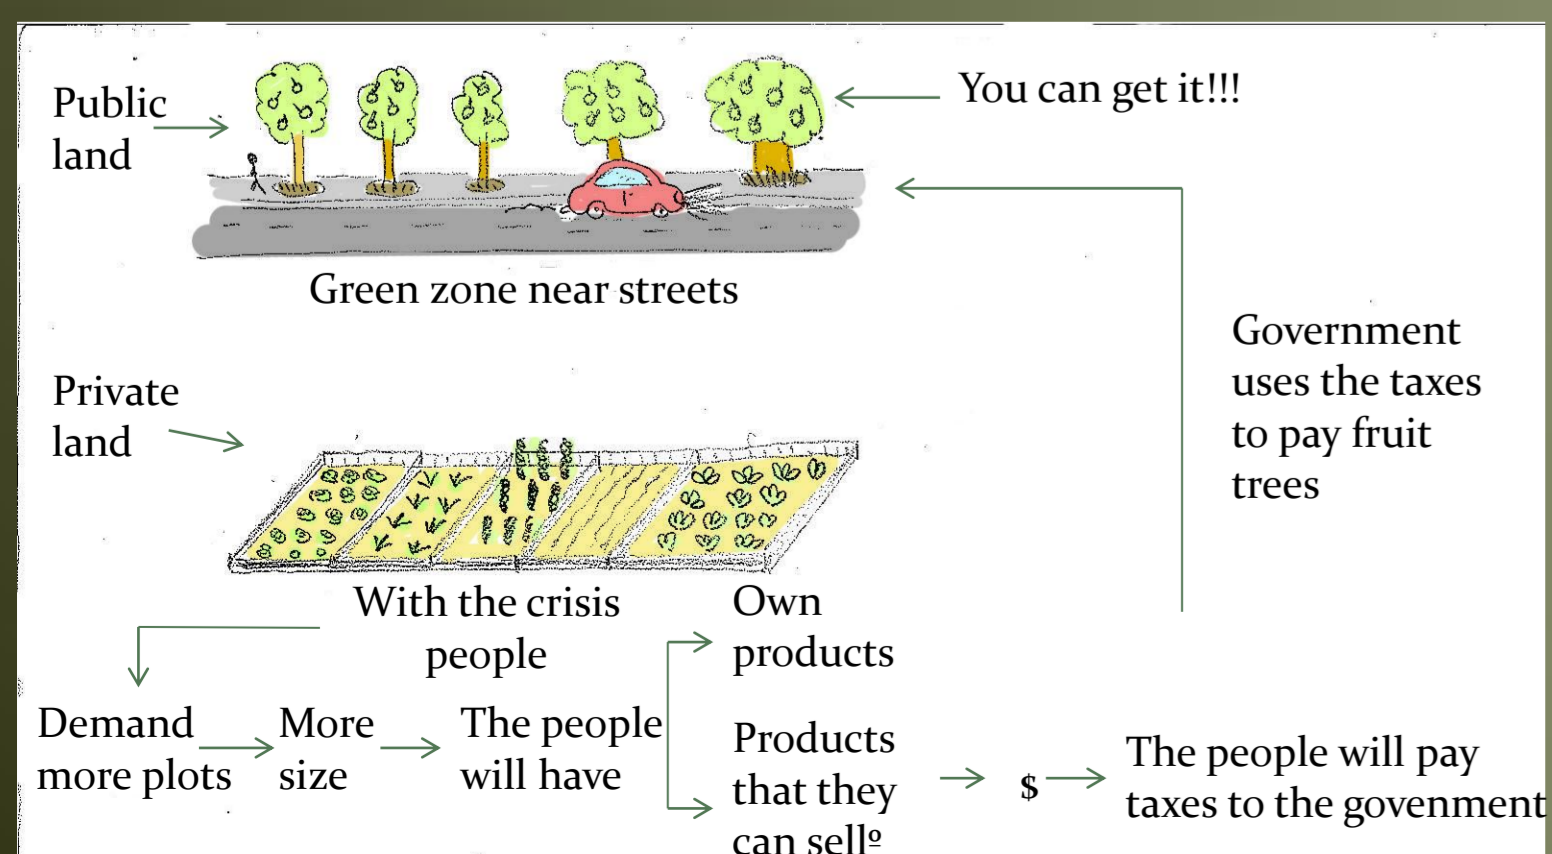 Public
land
You can get it!!!
Green zone near streets
Private
land
Government
uses the taxes
to pay fruit
trees
With the crisis
people
Own
products
Demand
more plots
More
size
The people
will have
Products
that they
can sellº
$
The people will pay
taxes to the govenment